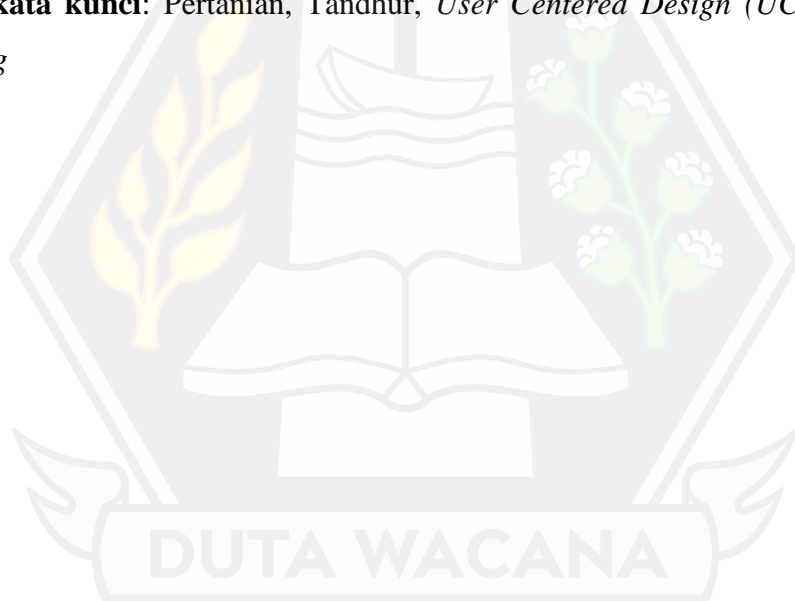 kata kunci: Pertanian, Tandhur, User Centered Design (UC
g
DUTA WACANA